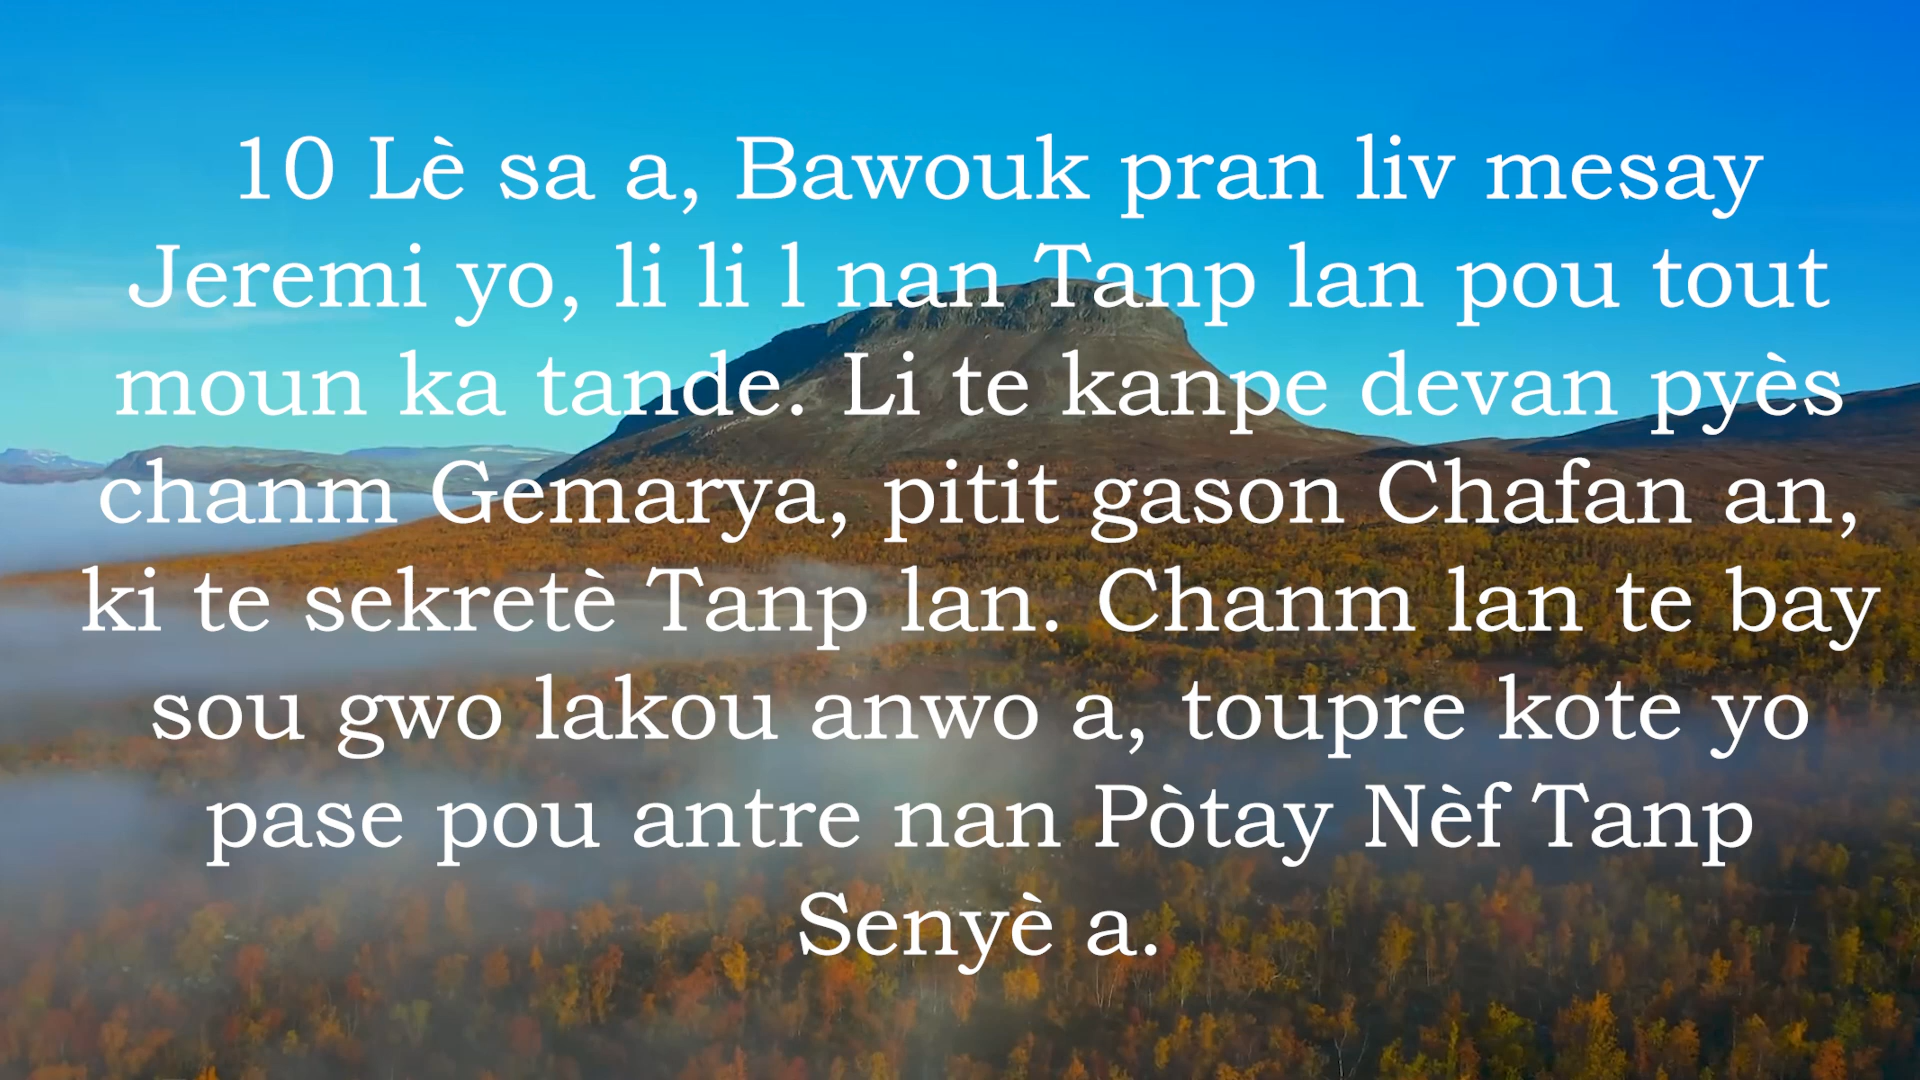 10 Lè sa a, Bawouk pran liv mesay
Jeremi yo, li li l nan Tanp lan pou tout
moun ka tande. Li te kanpe devan pyès
chanm Gemarya, pitit gason Chafan an,
ki te sekretè Tanp lan. Chanm lan te bay
sou gwo lakou anwo a, toupre kote yo
pase pou antre nan Pòtay Nèf Tanp
Senyè a.